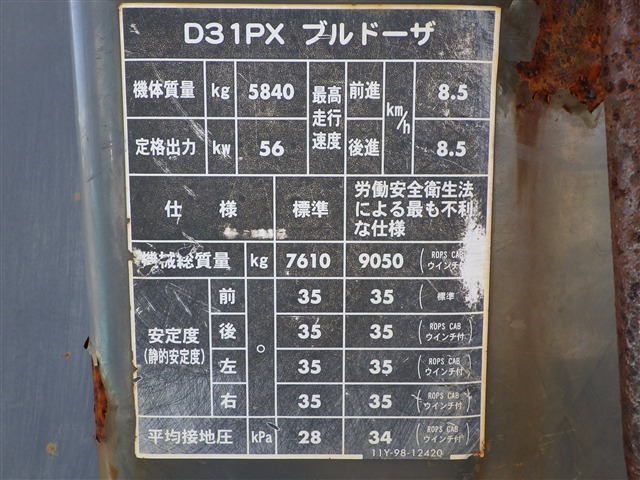 D31PX ブルドーザ
機体質量 kg 5840 最高走行速度 前進 km/h 8.5
定格出力 kw 56 後進 8.5
仕様 標準 労働安全衛生法
による最も不利
な仕様
機械総質量 kg 7610 9050 (ROPS CAB ウインチ付)
安定度 (静的安定度) 前 ° 35 35 (標準)
後 35 35 (ROPS CAB ウインチ付)
左 35 35 (ROPS CAB ウインチ付)
右 35 35 (ROPS CAB ウインチ付)
平均接地圧 kPa 28 34 (ROPS CAB ウインチ付)
11Y-98-12420